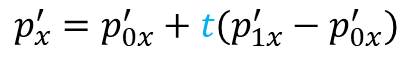 p′ₓ = p′₀ₓ + t(p′₁ₓ − p′₀ₓ)